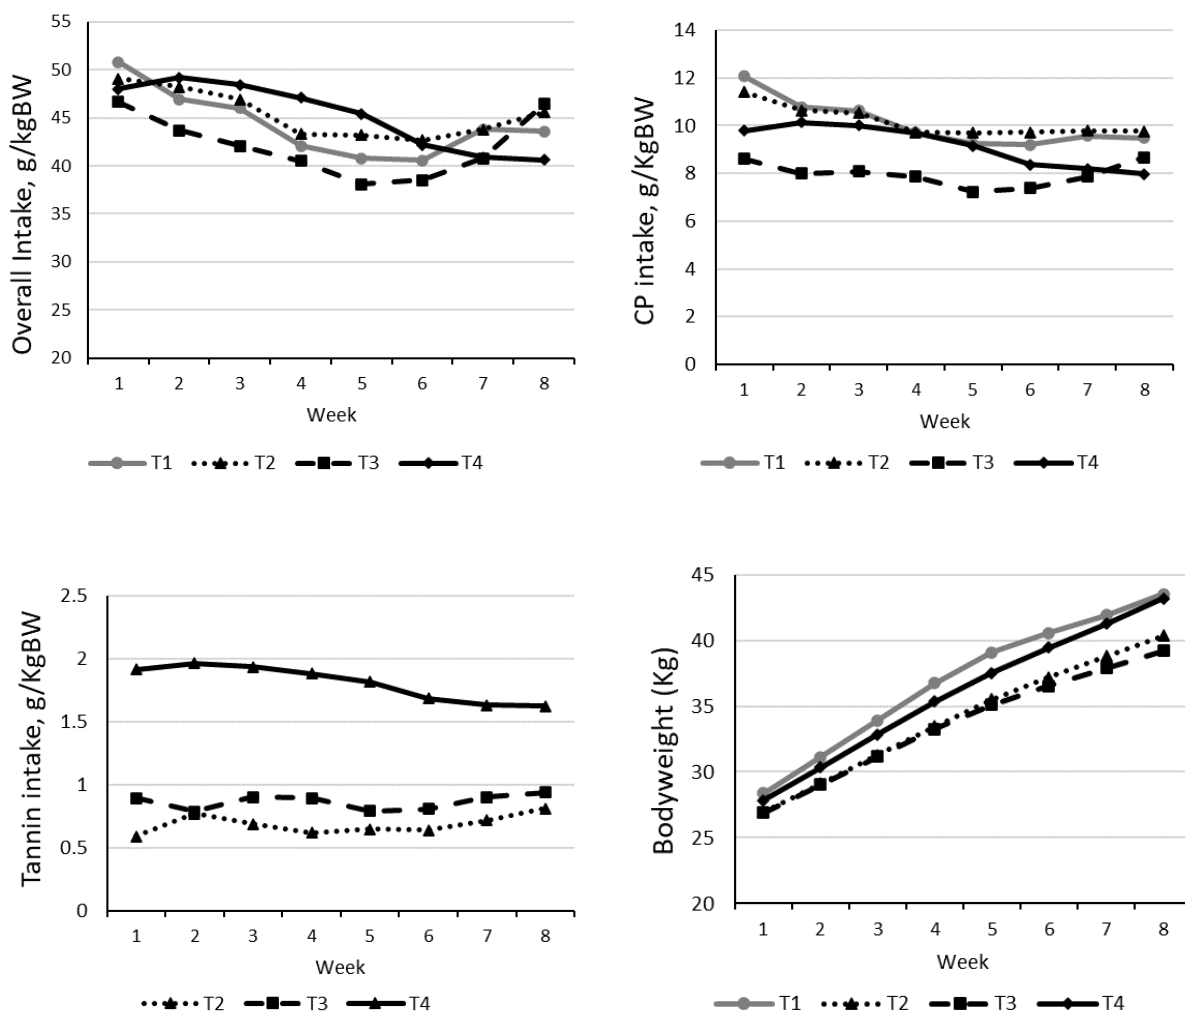 Overall Intake, g/kgBW
55
50
45
40
35
30
25
20
1 2 3 4 5 6 7 8
Week
T1 T2 T3 T4
CP intake, g/KgBW
14
12
10
8
6
4
2
0
1 2 3 4 5 6 7 8
Week
T1 T2 T3 T4
Tannin intake, g/KgBW
2.5
2
1.5
1
0.5
0
1 2 3 4 5 6 7 8
Week
T2 T3 T4
Bodyweight (Kg)
45
40
35
30
25
20
1 2 3 4 5 6 7 8
Week
T1 T2 T3 T4